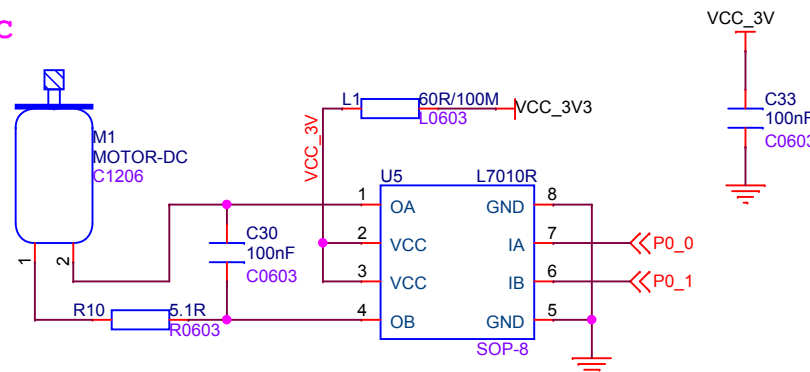 C
VCC_3V
M1
MOTOR-DC
C1206
1
2
L1
60R/100M
L0603
VCC_3V3
VCC_3V
C33
100nF
C0603
U5
L7010R
1
OA
GND
8
2
VCC
IA
7
P0_0
3
VCC
IB
6
P0_1
4
OB
GND
5
SOP-8
C30
100nF
C0603
R10
5.1R
R0603